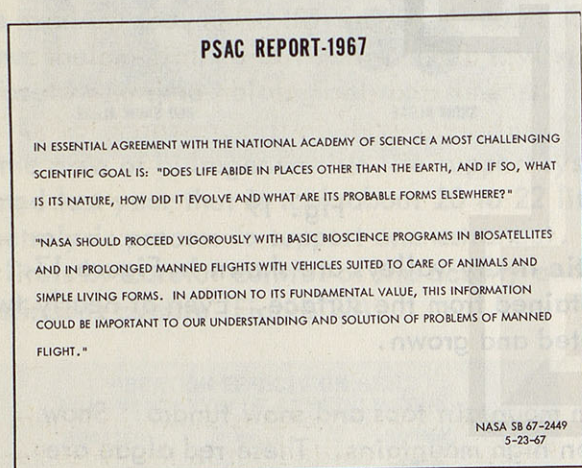 PSAC REPORT-1967
IN ESSENTIAL AGREEMENT WITH THE NATIONAL ACADEMY OF SCIENCE A MOST CHALLENGING
SCIENTIFIC GOAL IS: "DOES LIFE ABIDE IN PLACES OTHER THAN THE EARTH, AND IF SO, WHAT
IS ITS NATURE, HOW DID IT EVOLVE AND WHAT ARE ITS PROBABLE FORMS ELSEWHERE?"
"NASA SHOULD PROCEED VIGOROUSLY WITH BASIC BIOSCIENCE PROGRAMS IN BIOSATELLITES
AND IN PROLONGED MANNED FLIGHTS WITH VEHICLES SUITED TO CARE OF ANIMALS AND
SIMPLE LIVING FORMS. IN ADDITION TO ITS FUNDAMENTAL VALUE, THIS INFORMATION
COULD BE IMPORTANT TO OUR UNDERSTANDING AND SOLUTION OF PROBLEMS OF MANNED
FLIGHT."
NASA SB 67-2449
5-23-67